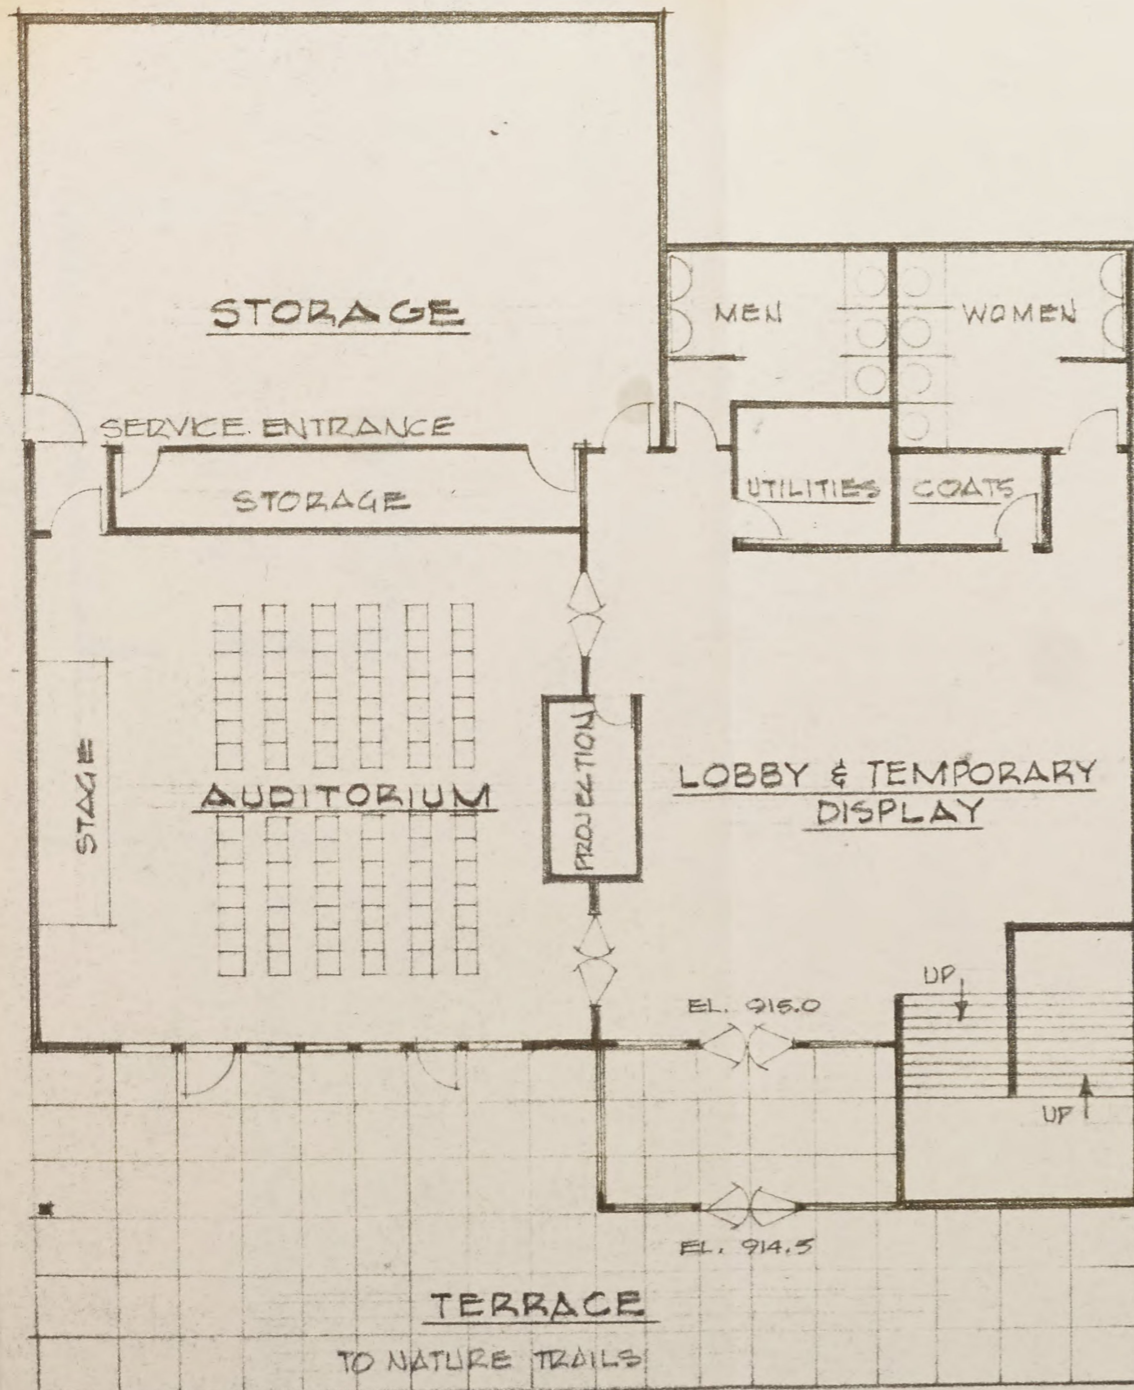 STORAGE
MEN
WOMEN
SERVICE ENTRANCE
STORAGE
UTILITIES
COATS
STAGE
AUDITORIUM
PROJECTION
LOBBY & TEMPORARY
DISPLAY
UP
EL. 915.0
UP
EL. 914.5
TERRACE
TO NATURE TRAILS